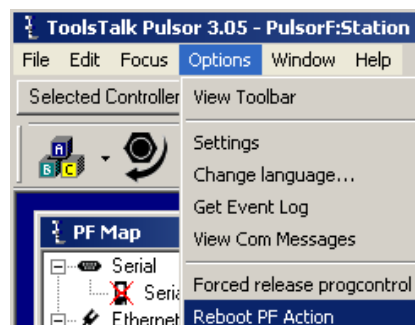 ToolsTalk Pulsor 3.05 - PulsorF:Station
File Edit Focus Options Window Help
Selected Controller
View Toolbar
Settings
Change language...
Get Event Log
View Com Messages
Forced release progcontrol
Reboot PF Action
A
B C
PF Map
Serial
Seria
Ethernet